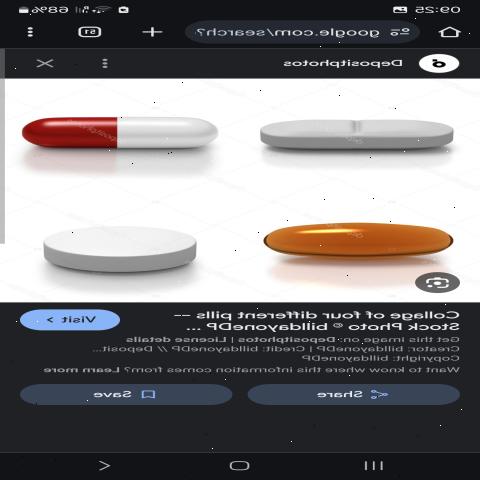 09:25
68%
google.com/search?
51
Depositphotos
Collage of four different pills —
Stock Photo © billdayoneDP ...
Visit >
Get this image on: Depositphotos | License details
Creator: billdayoneDP | Credit: billdayoneDP // DP...
Copyright: billdayoneDP
Want to know where this information comes from? Learn more
Share
Save